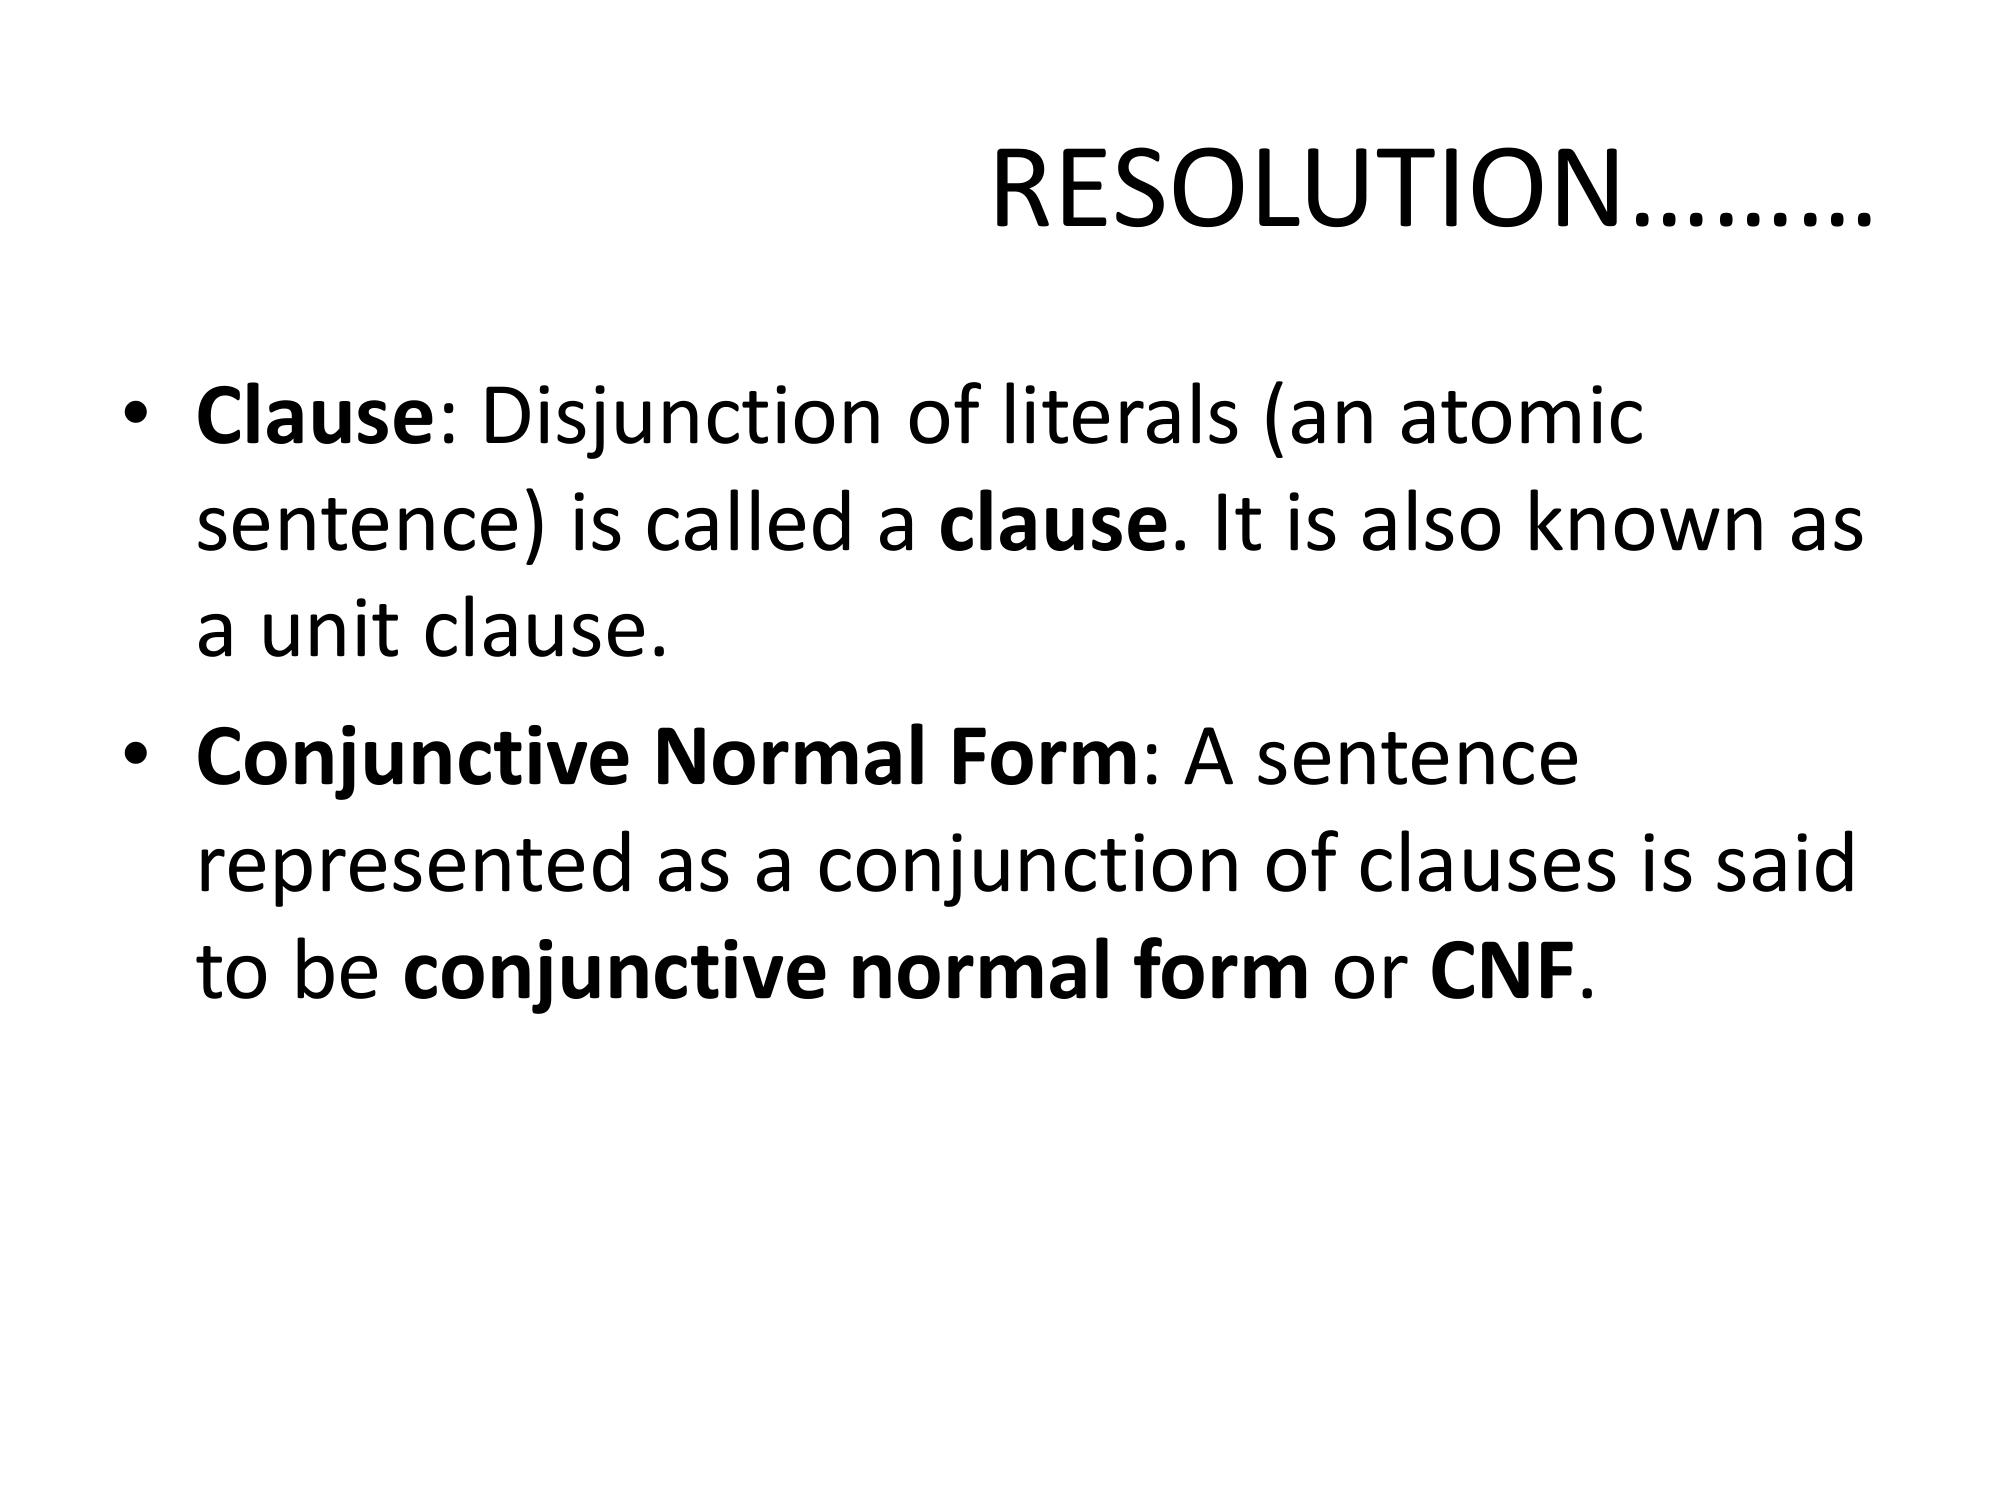 RESOLUTION………
• Clause: Disjunction of literals (an atomic
sentence) is called a clause. It is also known as
a unit clause.
• Conjunctive Normal Form: A sentence
represented as a conjunction of clauses is said
to be conjunctive normal form or CNF.